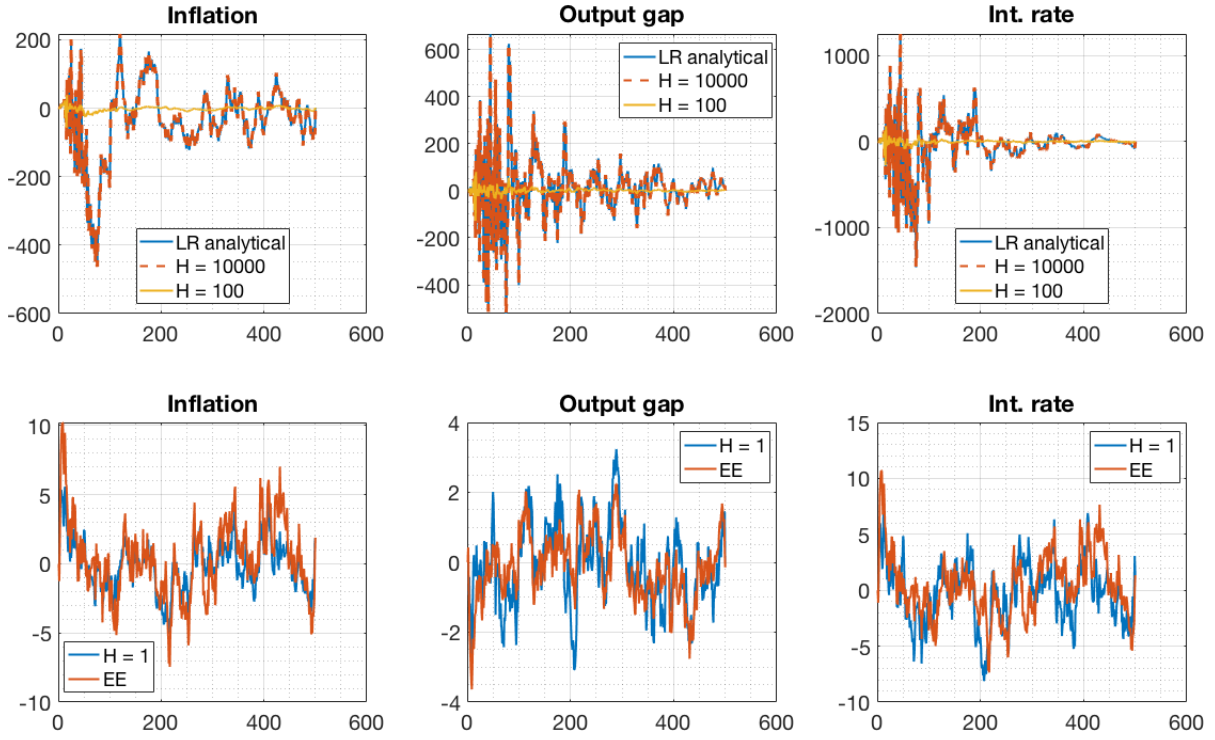 Inflation
200
0
-200
-400
-600
0
200
400
600
LR analytical
H = 10000
H = 100
Output gap
600
400
200
0
-200
-400
0
200
400
600
LR analytical
H = 10000
H = 100
Int. rate
1000
0
-1000
-2000
0
200
400
600
LR analytical
H = 10000
H = 100
Inflation
10
5
0
-5
-10
0
200
400
600
H = 1
EE
Output gap
4
2
0
-2
-4
0
200
400
600
H = 1
EE
Int. rate
15
10
5
0
-5
-10
0
200
400
600
H = 1
EE